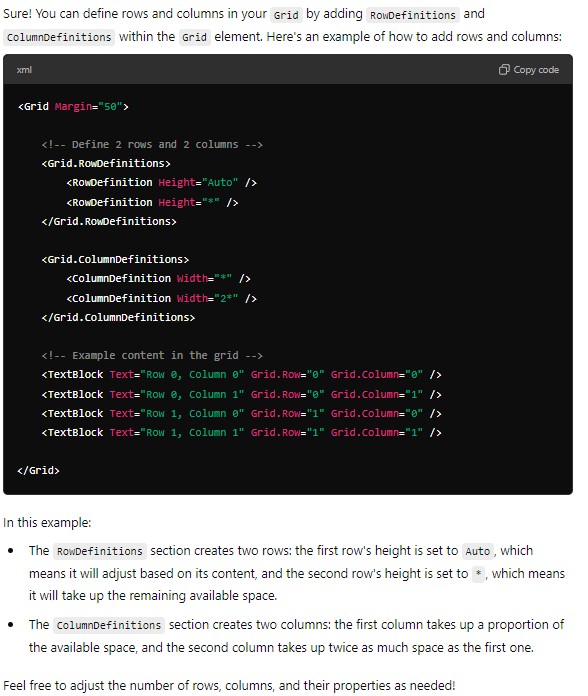 Sure! You can define rows and columns in your Grid by adding RowDefinitions and
ColumnDefinitions within the Grid element. Here's an example of how to add rows and columns:
xml Copy code
<Grid Margin="50">
<!-- Define 2 rows and 2 columns -->
<Grid.RowDefinitions>
<RowDefinition Height="Auto" />
<RowDefinition Height="*" />
</Grid.RowDefinitions>
<Grid.ColumnDefinitions>
<ColumnDefinition Width="*" />
<ColumnDefinition Width="2*" />
</Grid.ColumnDefinitions>
<!-- Example content in the grid -->
<TextBlock Text="Row 0, Column 0" Grid.Row="0" Grid.Column="0" />
<TextBlock Text="Row 0, Column 1" Grid.Row="0" Grid.Column="1" />
<TextBlock Text="Row 1, Column 0" Grid.Row="1" Grid.Column="0" />
<TextBlock Text="Row 1, Column 1" Grid.Row="1" Grid.Column="1" />
</Grid>
In this example:
• The RowDefinitions section creates two rows: the first row's height is set to Auto, which
means it will adjust based on its content, and the second row's height is set to *, which means
it will take up the remaining available space.
• The ColumnDefinitions section creates two columns: the first column takes up a proportion of
the available space, and the second column takes up twice as much space as the first one.
Feel free to adjust the number of rows, columns, and their properties as needed!